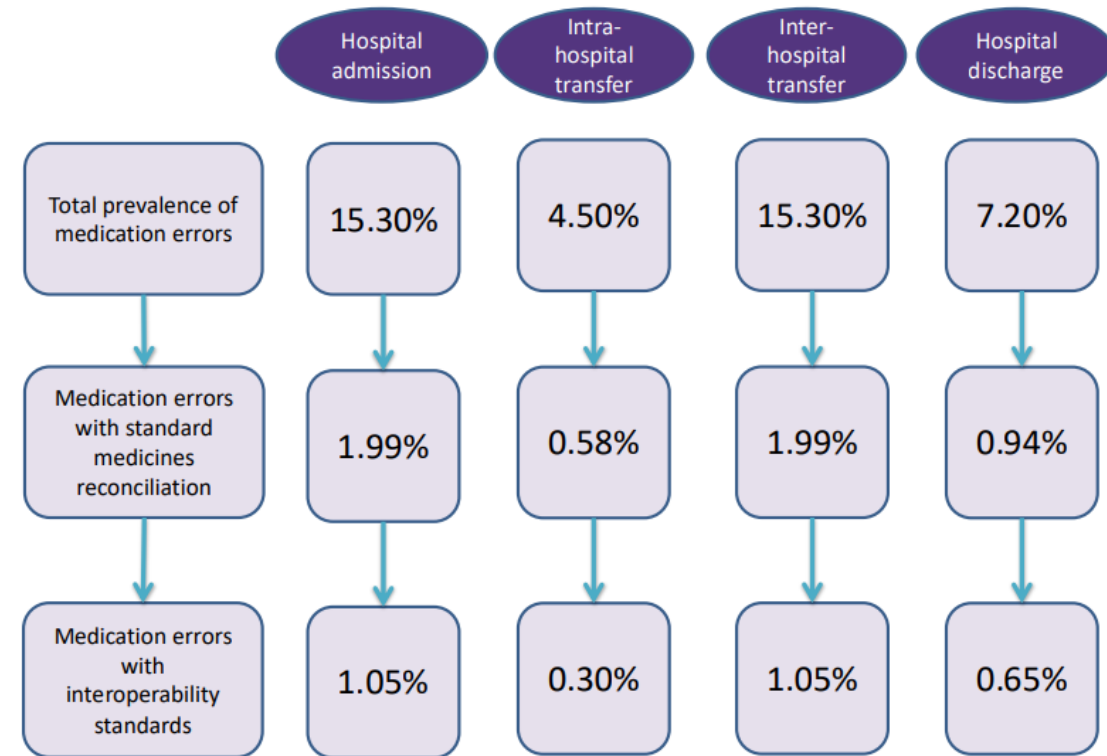 Hospital
admission
Intra-
hospital
transfer
Inter-
hospital
transfer
Hospital
discharge
Total prevalence of
medication errors
15.30%
4.50%
15.30%
7.20%
Medication errors
with standard
medicines
reconciliation
1.99%
0.58%
1.99%
0.94%
Medication errors
with
interoperability
standards
1.05%
0.30%
1.05%
0.65%